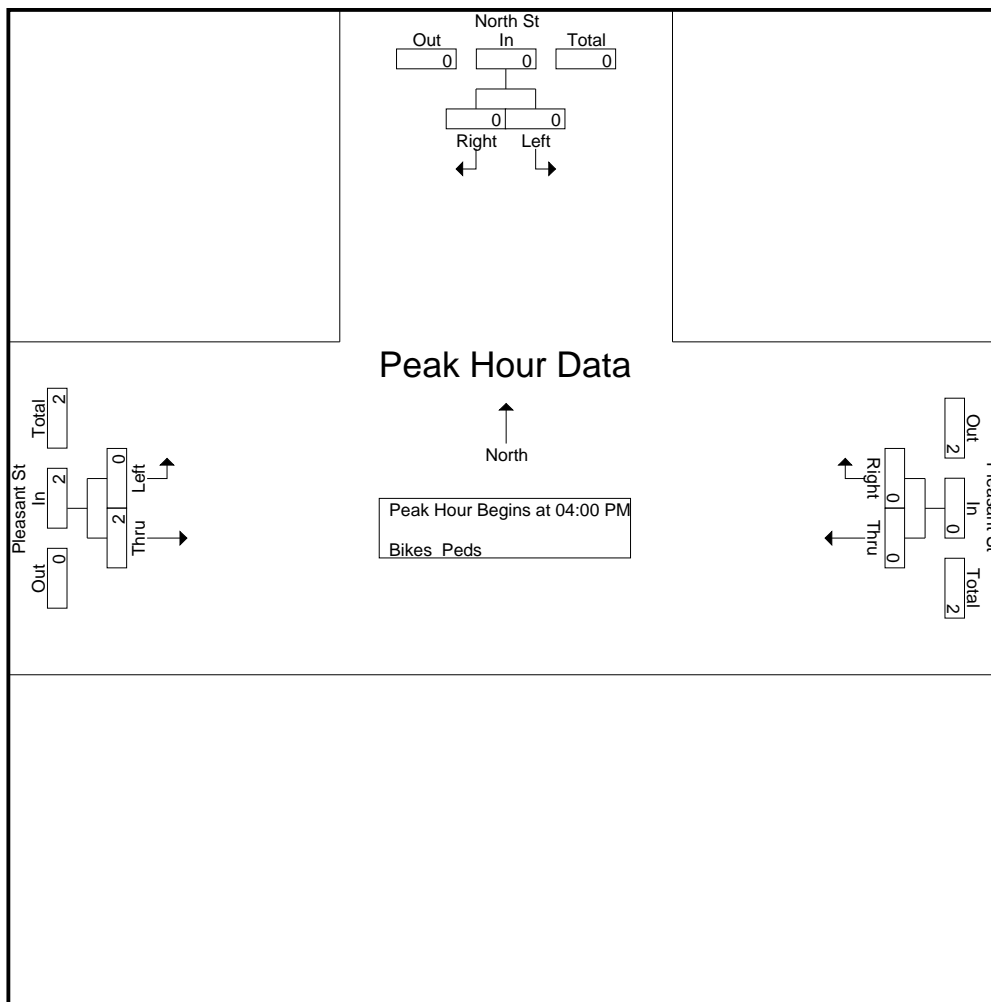 North St
Out In Total
0 0 0
0 0
Right Left
Peak Hour Data
North
Peak Hour Begins at 04:00 PM
Bikes Peds
Pleasant St
Out In Total
0 2 2
Thru Left
2 0
Pleasant St
Out In Total
2 0 2
Right Thru
0 0